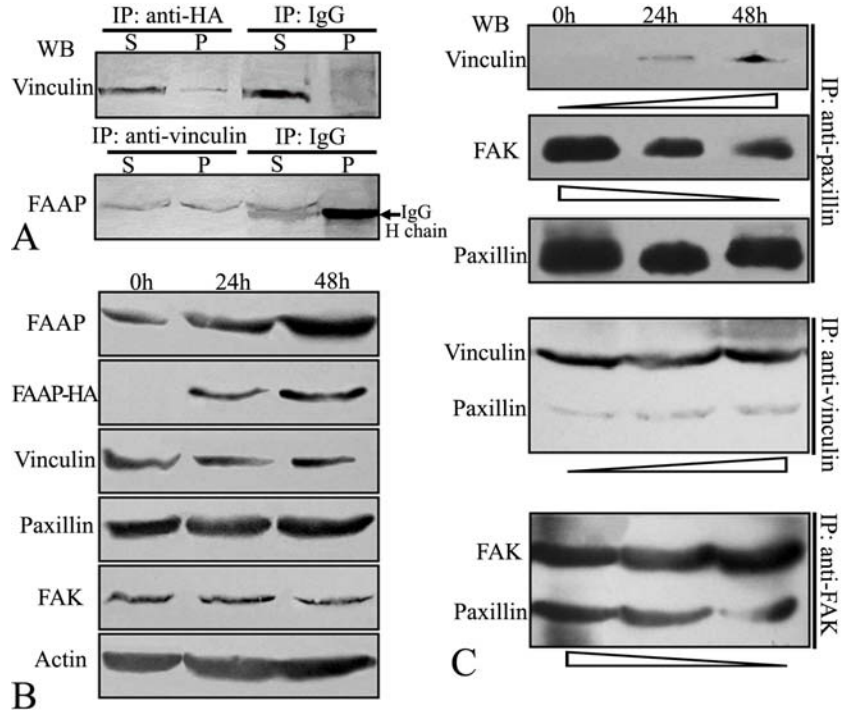 IP: anti-HA IP: IgG
WB S P S P
Vinculin
IP: anti-vinculin IP: IgG
S P S P
FAAP
IgG
H chain
A
0h 24h 48h
FAAP
FAAP-HA
Vinculin
Paxillin
FAK
Actin
B
WB 0h 24h 48h
Vinculin
FAK
Paxillin
IP: anti-paxillin
Vinculin
Paxillin
IP: anti-vinculin
FAK
Paxillin
IP: anti-FAK
C